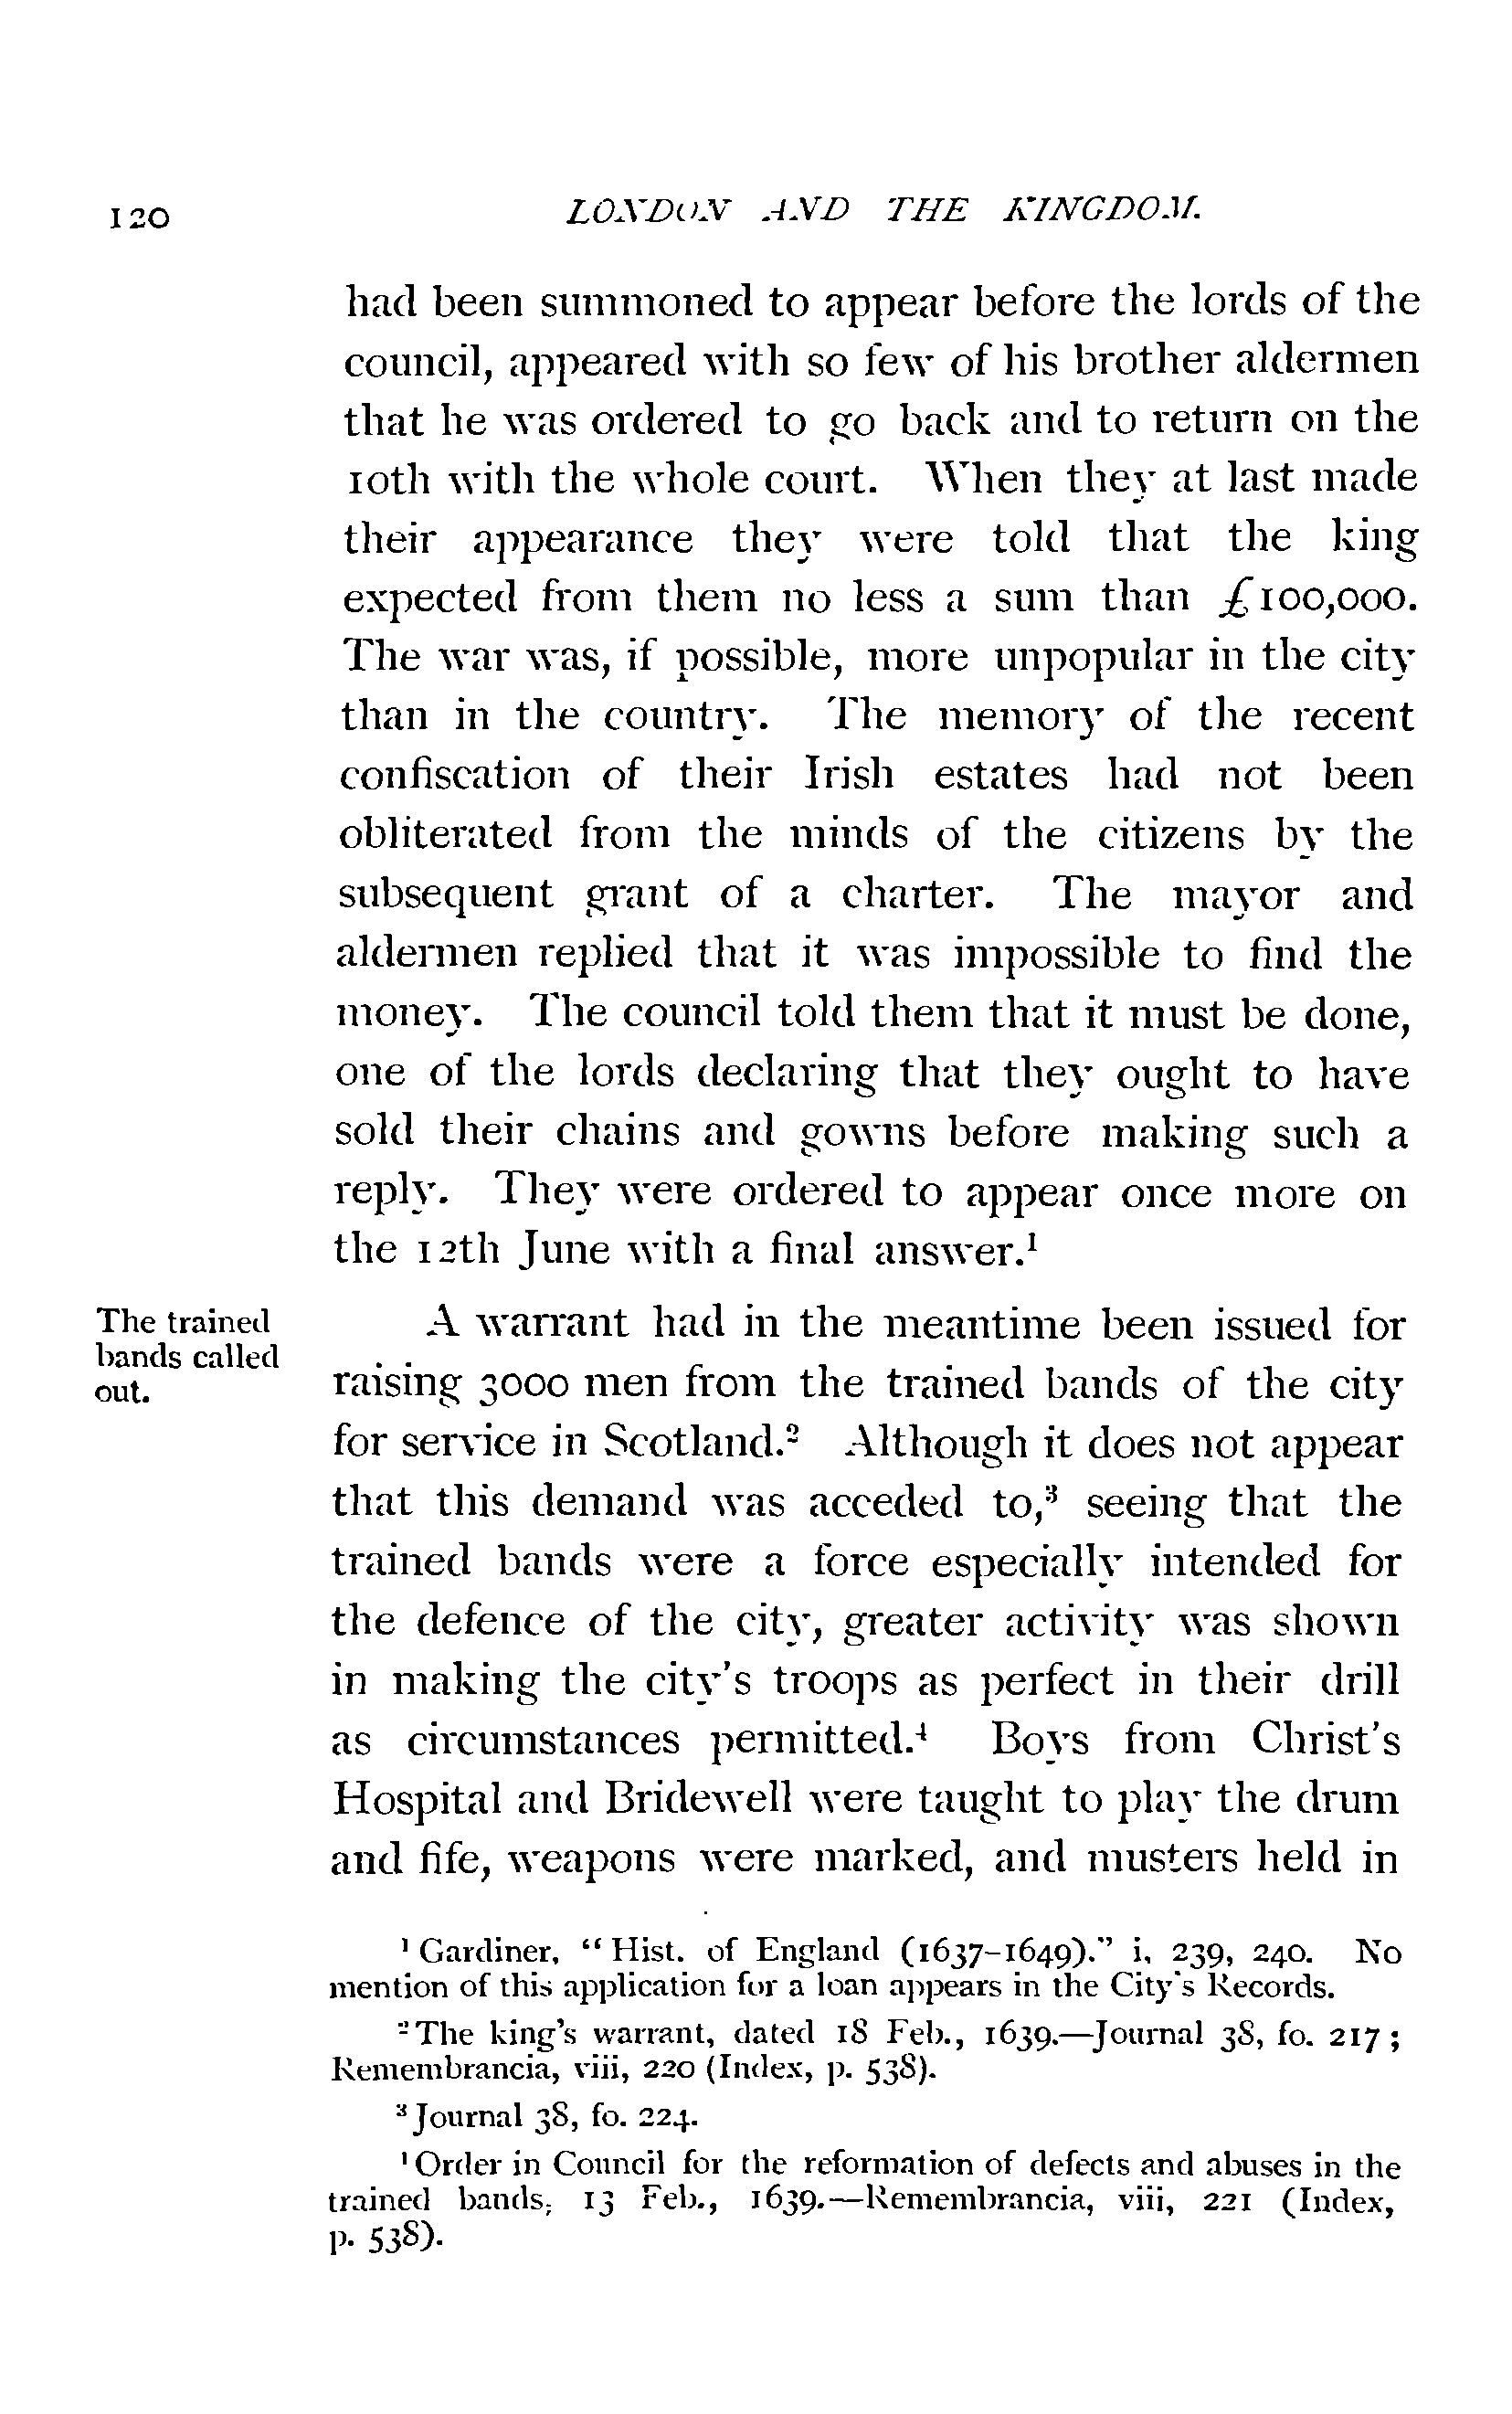 120 LONDON AND THE KINGDOM.
had been summoned to appear before the lords of the
council, appeared with so few of his brother aldermen
that he was ordered to go back and to return on the
10th with the whole court. When they at last made
their appearance they were told that the king
expected from them no less a sum than £100,000.
The war was, if possible, more unpopular in the city
than in the country. The memory of the recent
confiscation of their Irish estates had not been
obliterated from the minds of the citizens by the
subsequent grant of a charter. The mayor and
aldermen replied that it was impossible to find the
money. The council told them that it must be done,
one of the lords declaring that they ought to have
sold their chains and gowns before making such a
reply. They were ordered to appear once more on
the 12th June with a final answer.¹
The trained
bands called
out.
A warrant had in the meantime been issued for
raising 3000 men from the trained bands of the city
for service in Scotland.² Although it does not appear
that this demand was acceded to,³ seeing that the
trained bands were a force especially intended for
the defence of the city, greater activity was shown
in making the city's troops as perfect in their drill
as circumstances permitted.⁴ Boys from Christ's
Hospital and Bridewell were taught to play the drum
and fife, weapons were marked, and musters held in
¹ Gardiner, "Hist. of England (1637-1649)." i, 239, 240. No
mention of this application for a loan appears in the City's Records.
² The king's warrant, dated 18 Feb., 1639.—Journal 38, fo. 217;
Remembrancia, viii, 220 (Index, p. 538).
³ Journal 38, fo. 224.
⁴ Order in Council for the reformation of defects and abuses in the
trained bands, 13 Feb., 1639.—Remembrancia, viii, 221 (Index,
p. 538).